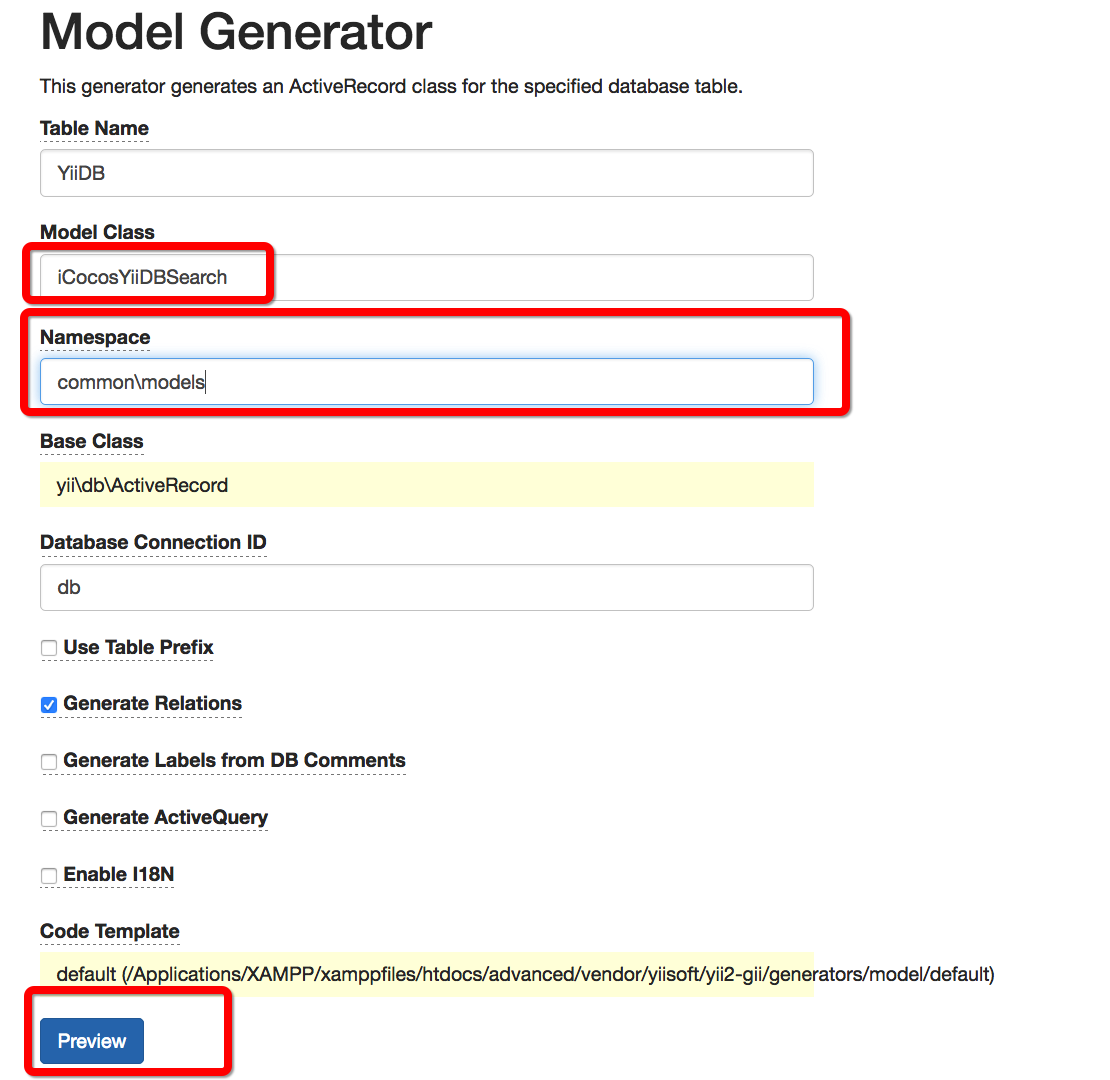 Model Generator
This generator generates an ActiveRecord class for the specified database table.
Table Name
YiiDB
Model Class
iCocosYiiDBSearch
Namespace
common\models
Base Class
yii\db\ActiveRecord
Database Connection ID
db
Use Table Prefix
Generate Relations
Generate Labels from DB Comments
Generate ActiveQuery
Enable I18N
Code Template
default (/Applications/XAMPP/xamppfiles/htdocs/advanced/vendor/yiisoft/yii2-gii/generators/model/default)
Preview